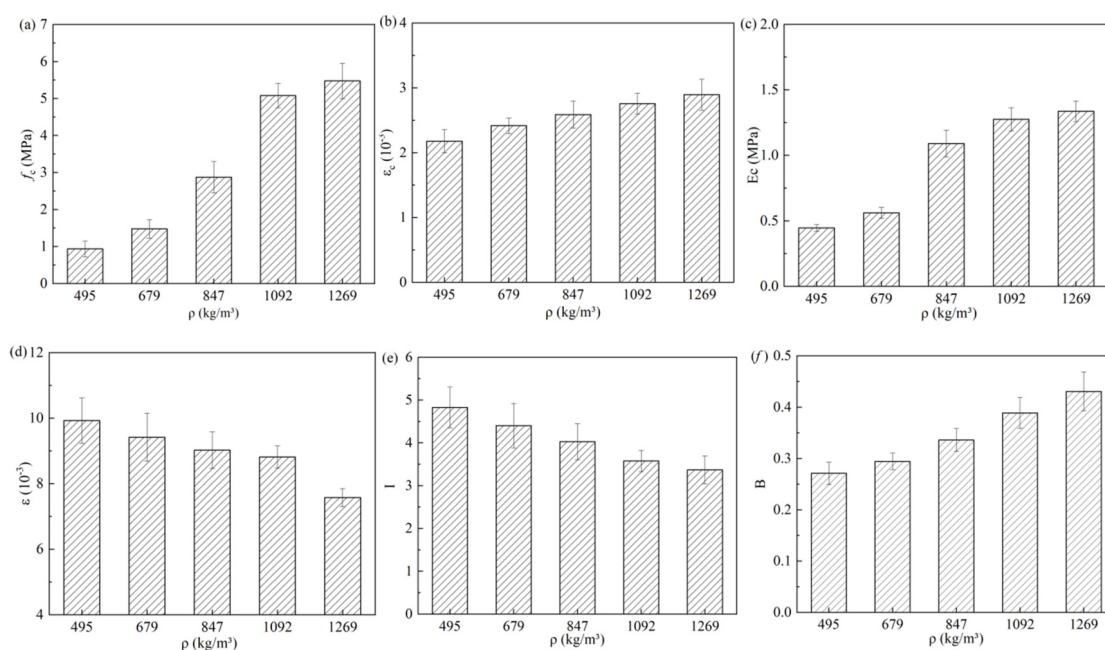 (a)
7
6
5
4
3
2
1
0
f_c (MPa)
495 679 847 1092 1269
ρ (kg/m³)
(b)
4
3
2
1
0
ε_c (10⁻³)
495 679 847 1092 1269
ρ (kg/m³)
(c)
2.0
1.5
1.0
0.5
0.0
Ec (MPa)
495 679 847 1092 1269
ρ (kg/m³)
(d)
12
10
8
6
4
ε (10⁻³)
495 679 847 1092 1269
ρ (kg/m³)
(e)
6
5
4
3
2
1
0
I
495 679 847 1092 1269
ρ (kg/m³)
(f)
0.5
0.4
0.3
0.2
0.1
0.0
B
495 679 847 1092 1269
ρ (kg/m³)